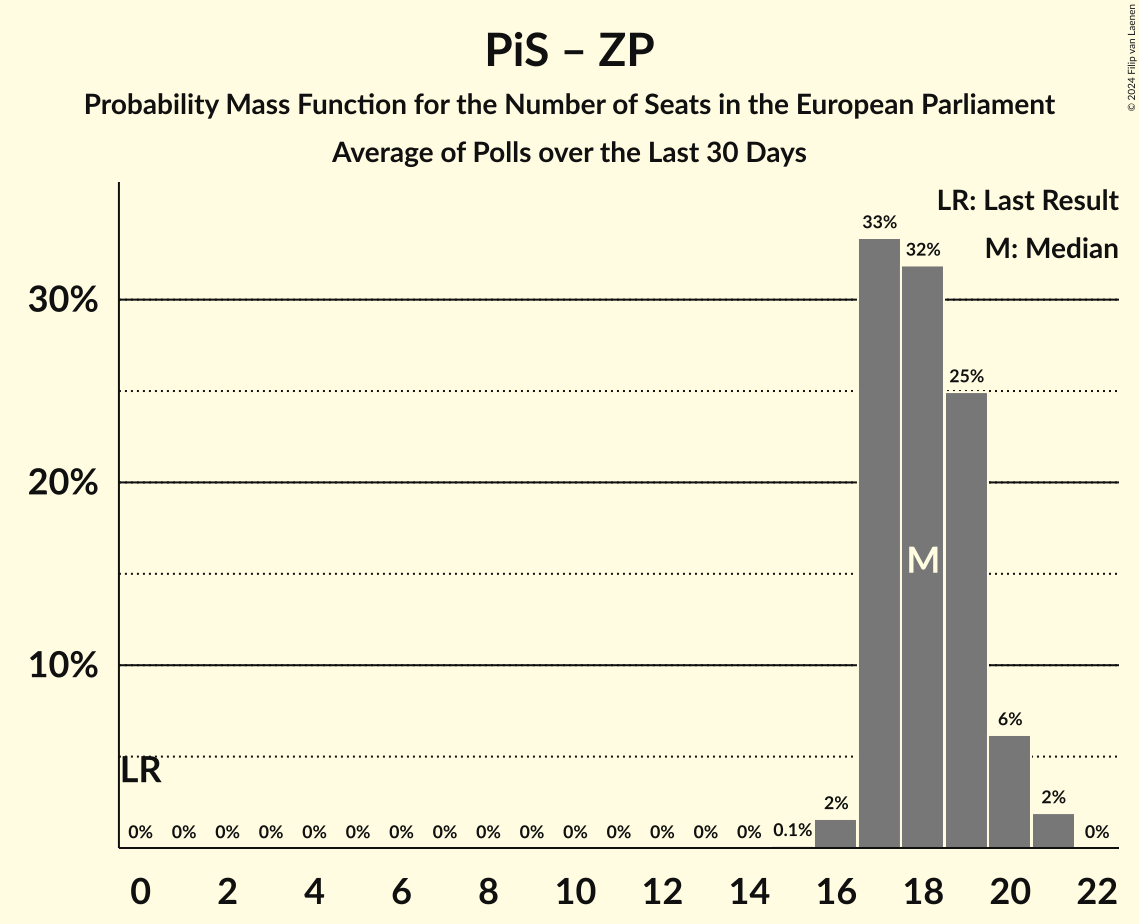 PiS – ZP
Probability Mass Function for the Number of Seats in the European Parliament
Average of Polls over the Last 30 Days
© 2024 Filip van Laenen
LR: Last Result
M: Median
33%
32%
30%
25%
20%
M
10%
6%
LR
2%
2%
0% 0% 0% 0% 0% 0% 0% 0% 0% 0% 0% 0% 0% 0% 0% 0.1% 0%
0 2 4 6 8 10 12 14 16 18 20 22